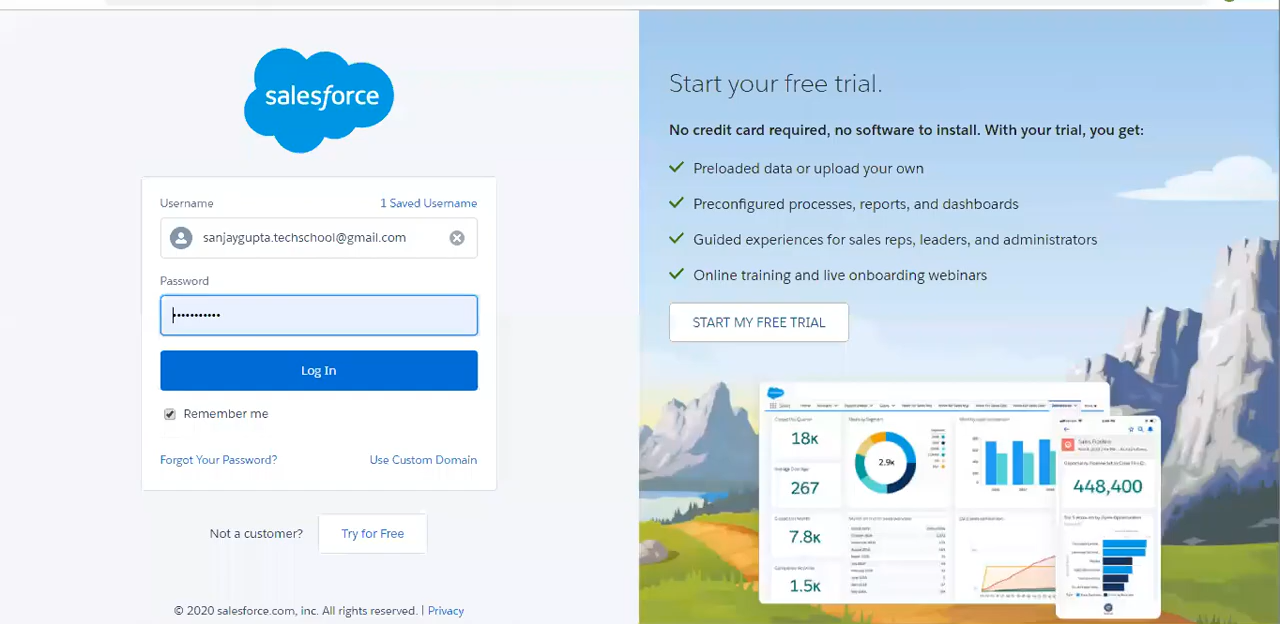 salesforce
Username
1 Saved Username
sanjaygupta.techschool@gmail.com
Password
Log In
Remember me
Forgot Your Password?
Use Custom Domain
Not a customer?
Try for Free
© 2020 salesforce.com, inc. All rights reserved. | Privacy
Start your free trial.
No credit card required, no software to install. With your trial, you get:
Preloaded data or upload your own
Preconfigured processes, reports, and dashboards
Guided experiences for sales reps, leaders, and administrators
Online training and live onboarding webinars
START MY FREE TRIAL
18K
2.9K
267
7.8K
1.5K
448,400